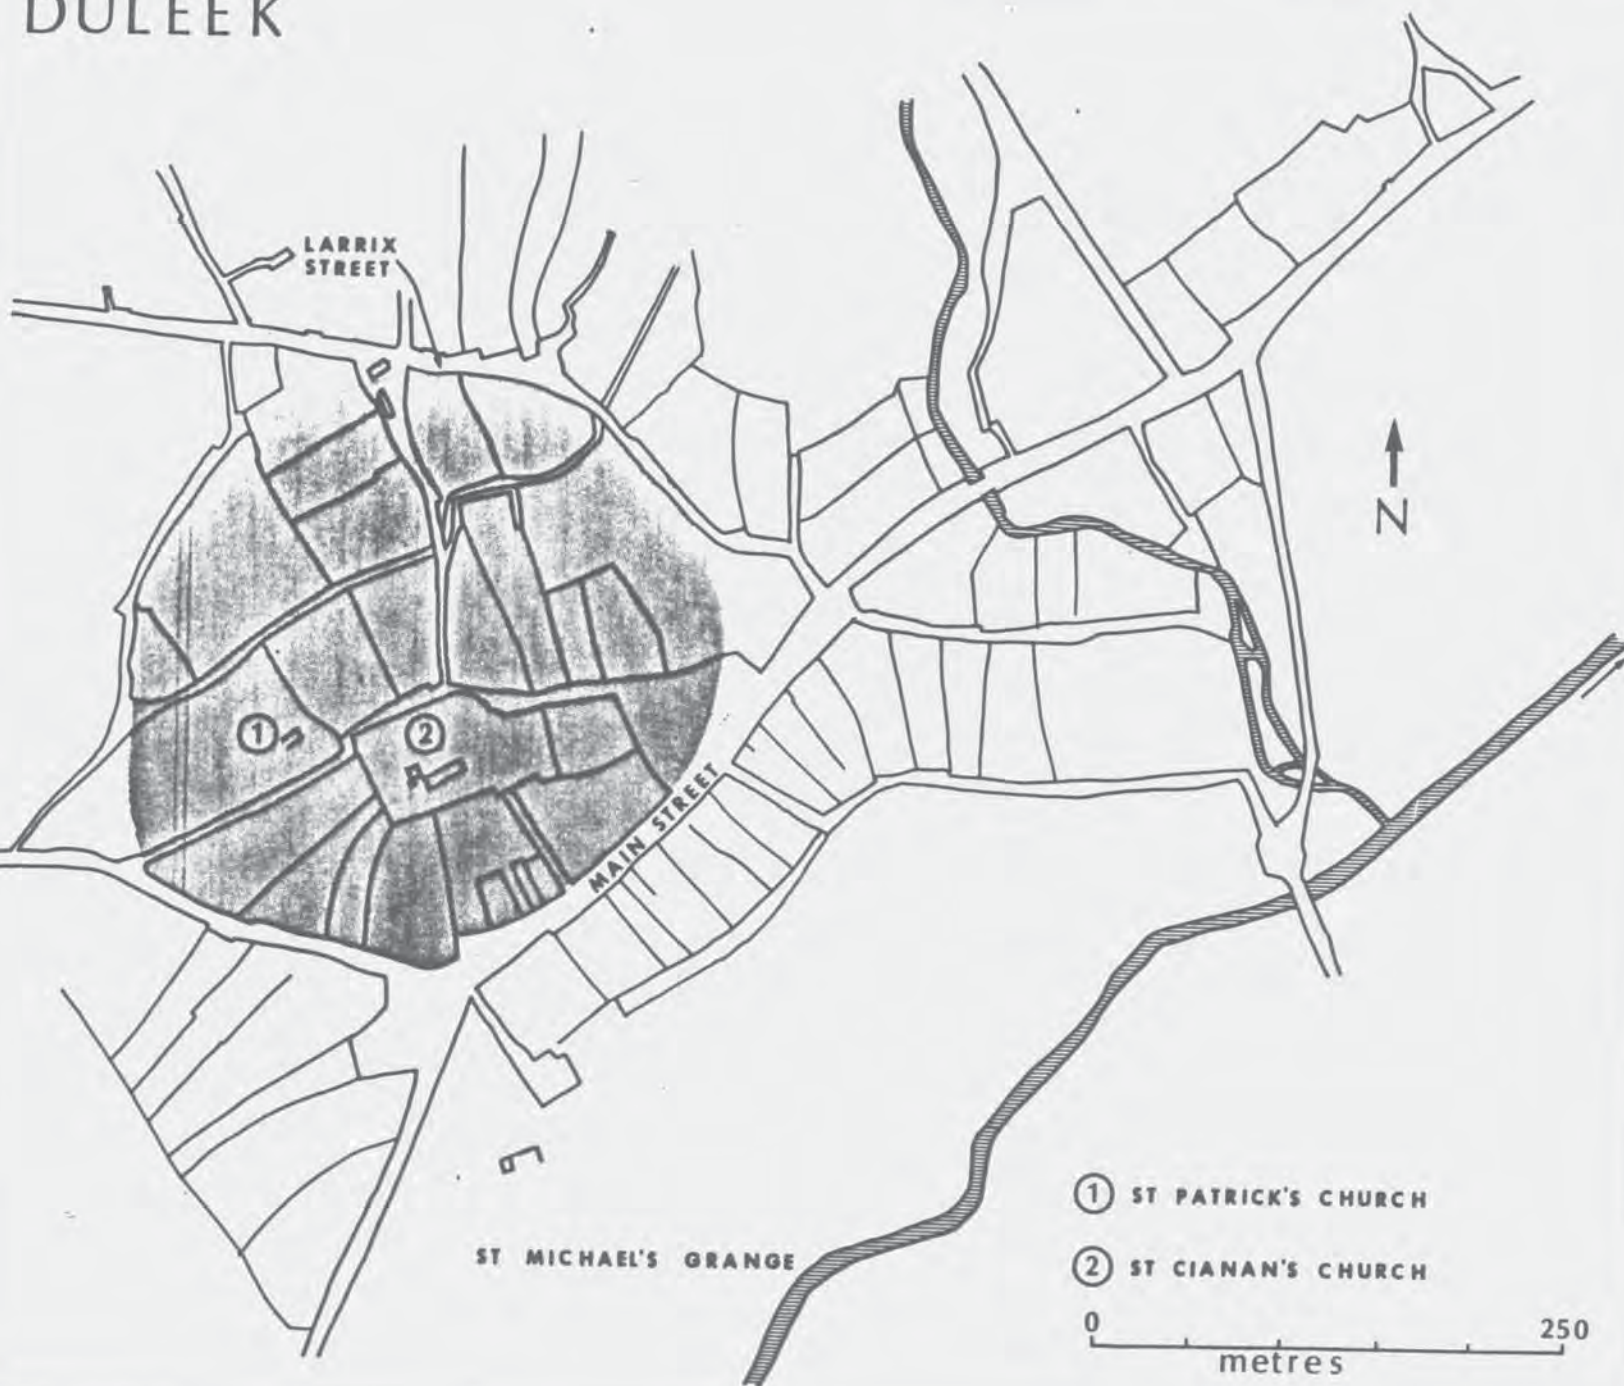 DULEEK
LARRIX
STREET
N
1
2
MAIN STREET
1 ST PATRICK'S CHURCH
ST MICHAEL'S GRANGE
2 ST CIANAN'S CHURCH
0 250
metres